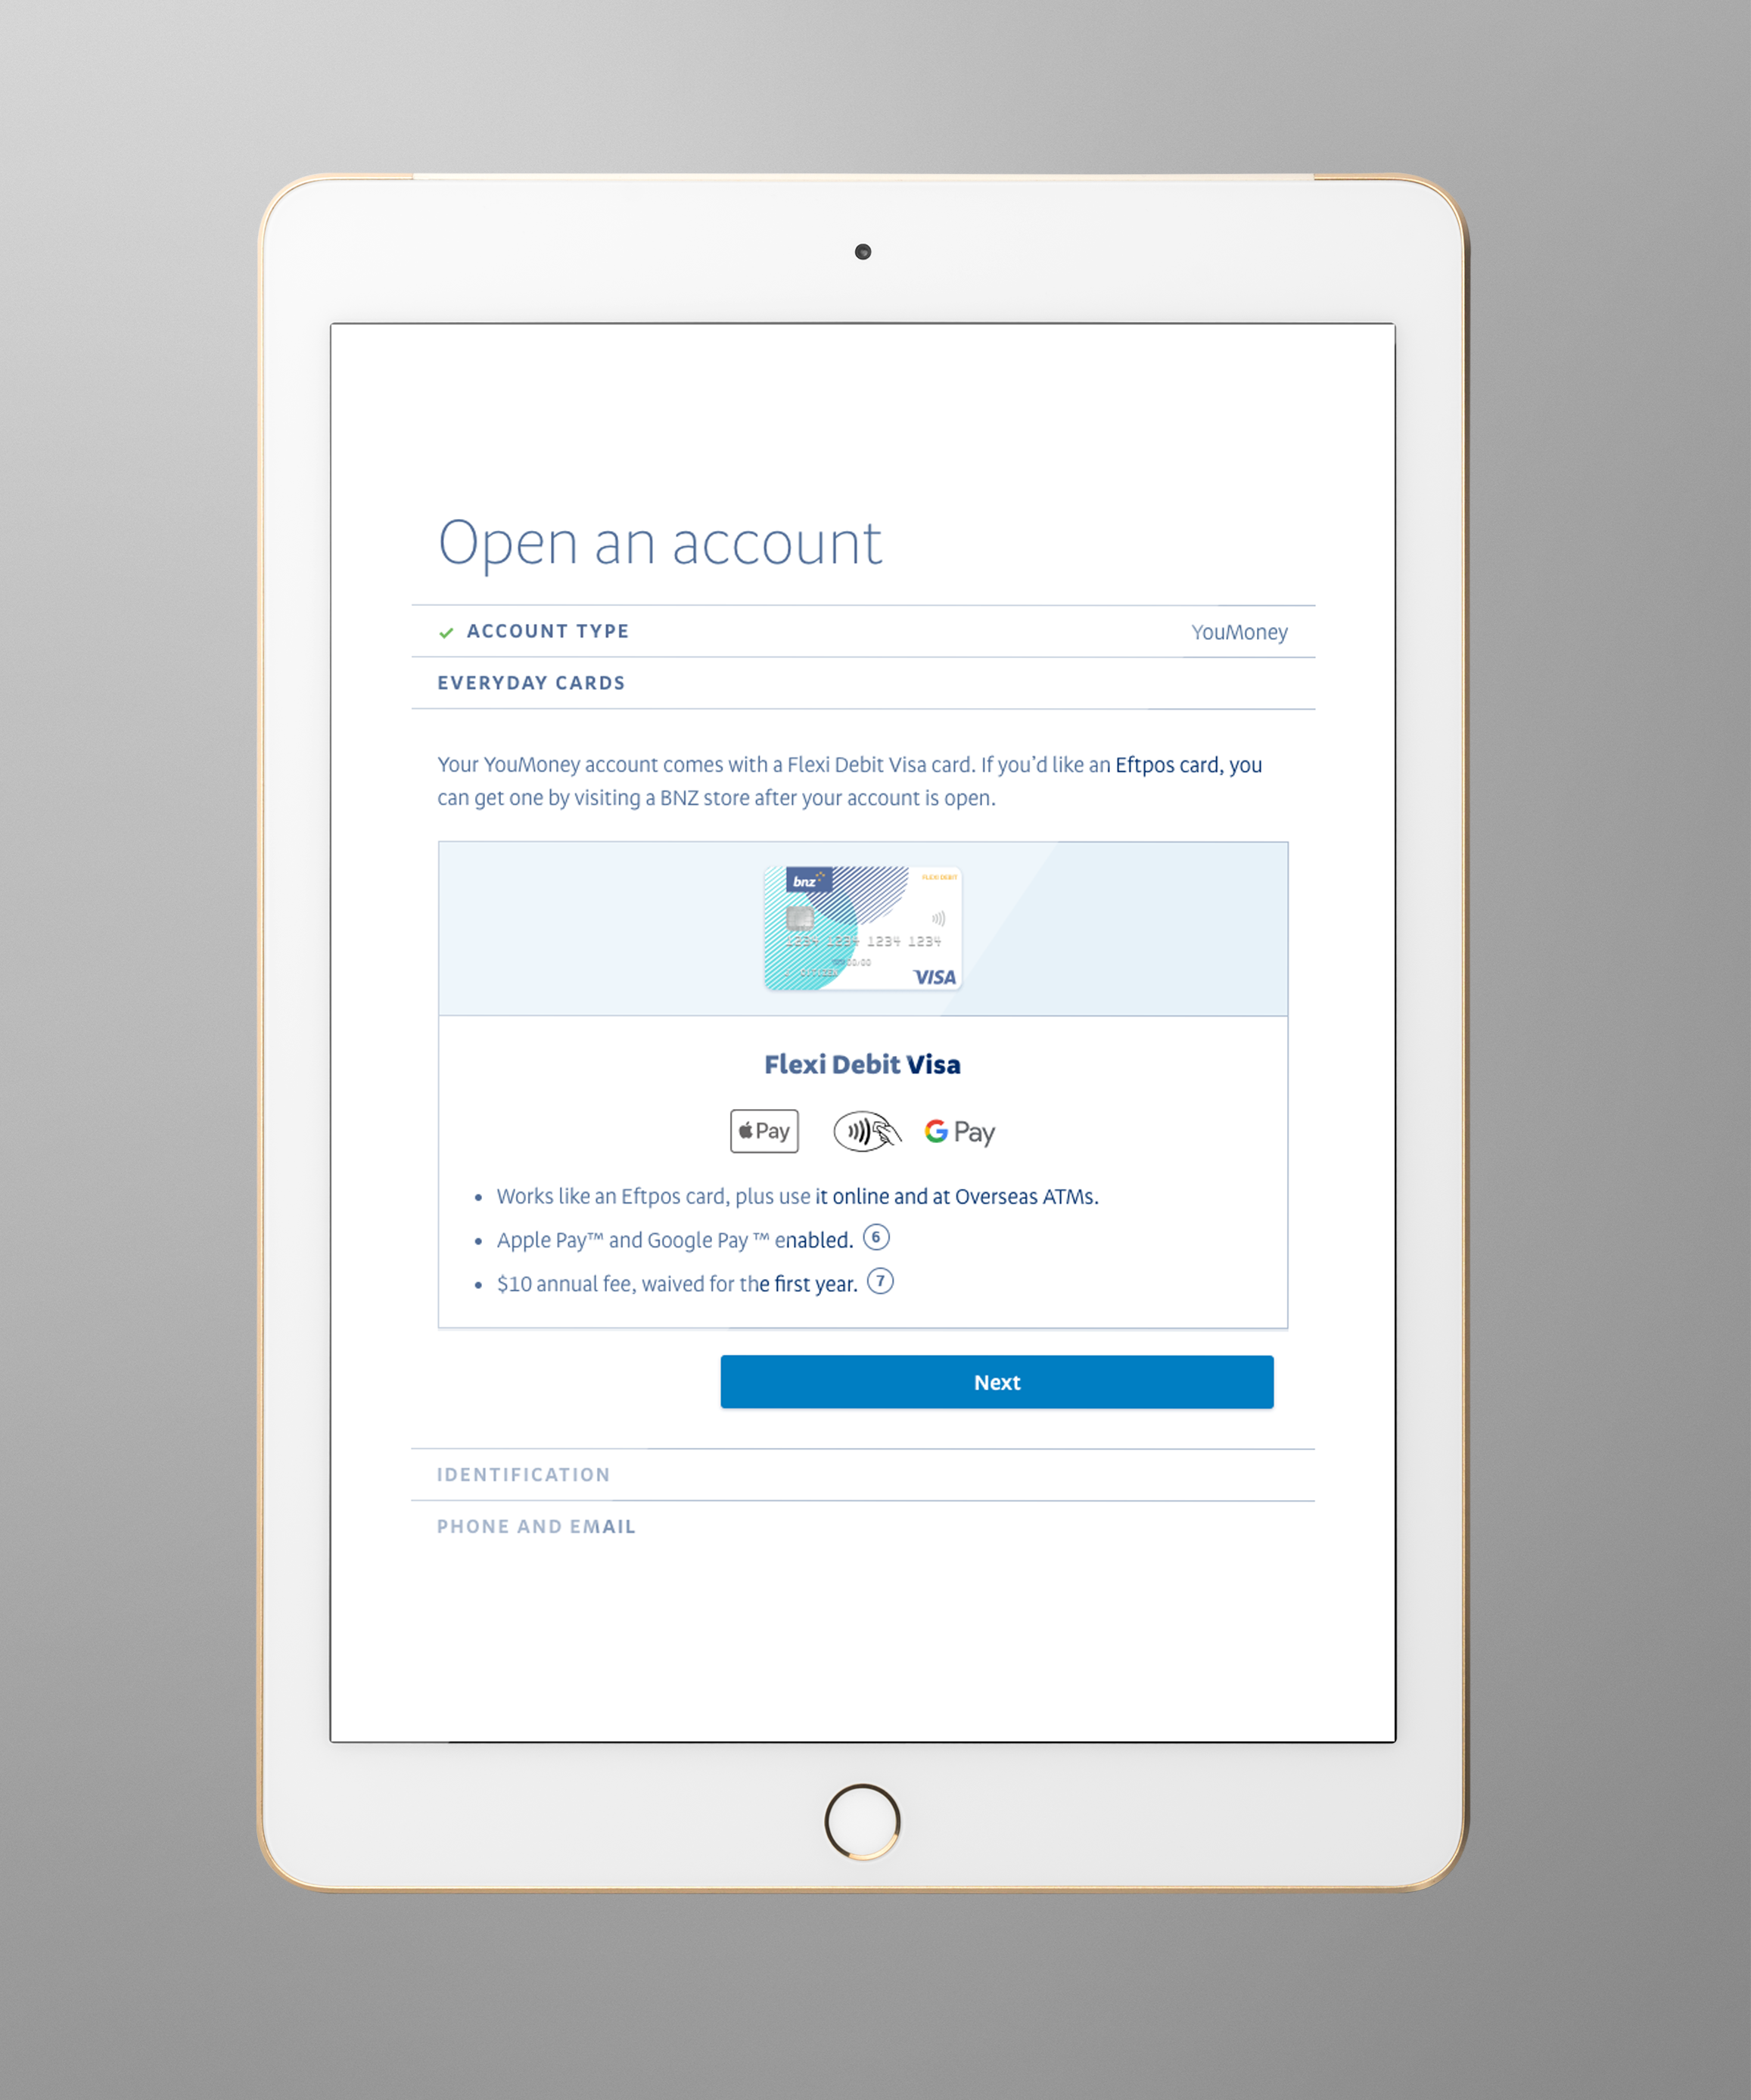 Open an account
ACCOUNT TYPE
YouMoney
EVERYDAY CARDS
Your YouMoney account comes with a Flexi Debit Visa card. If you’d like an Eftpos card, you
can get one by visiting a BNZ store after your account is open.
bnz
FLEXI DEBIT
1234 1234 1234 1234
00/00
VISA
Flexi Debit Visa
Pay
G Pay
Works like an Eftpos card, plus use it online and at Overseas ATMs.
Apple Pay™ and Google Pay ™ enabled. 6
$10 annual fee, waived for the first year. 7
Next
IDENTIFICATION
PHONE AND EMAIL